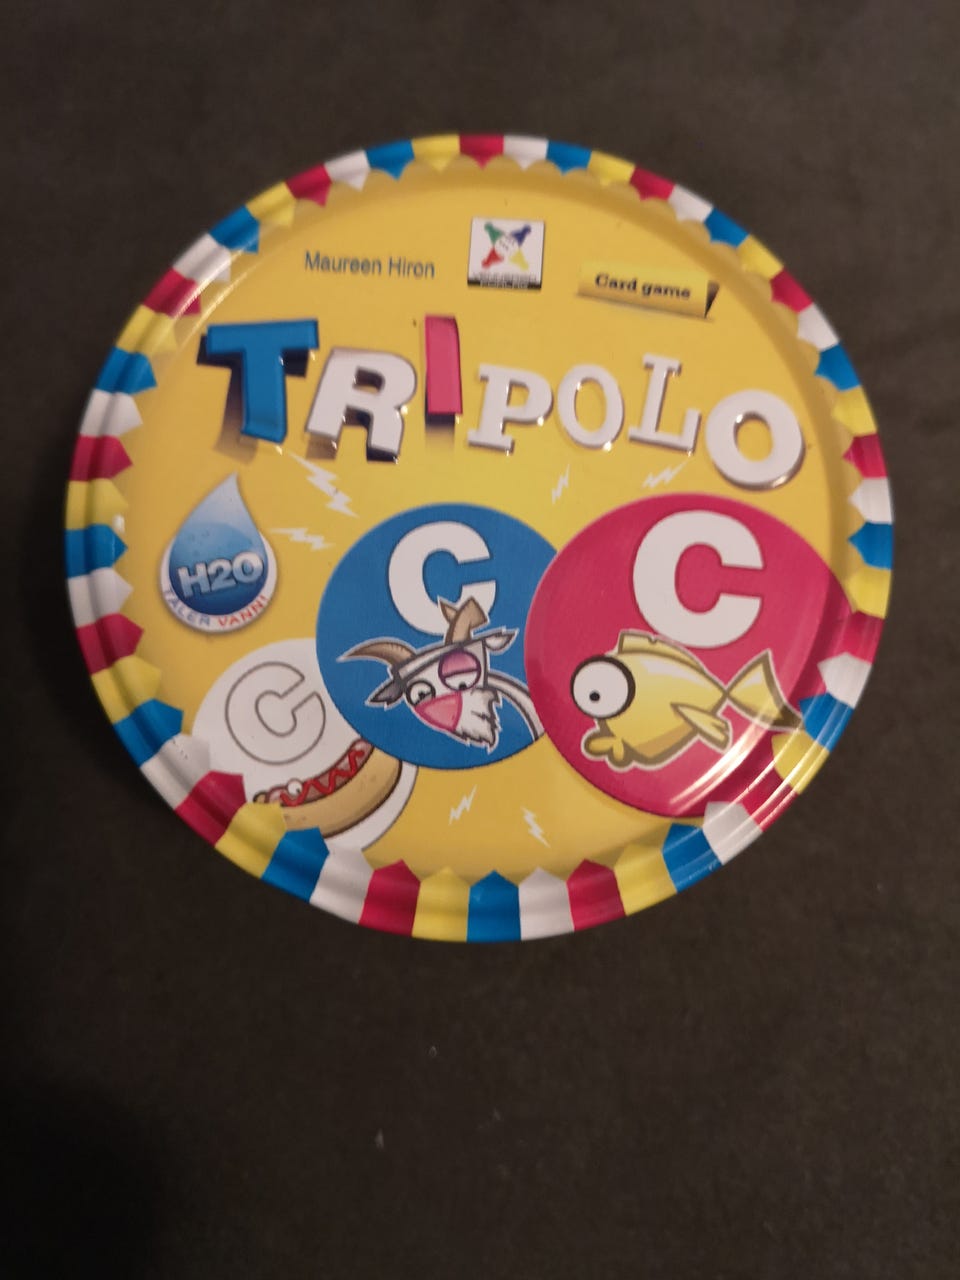 Maureen Hiron
Card game
TRIPOLO
H2O
TÅLER VANN!
C
C
C